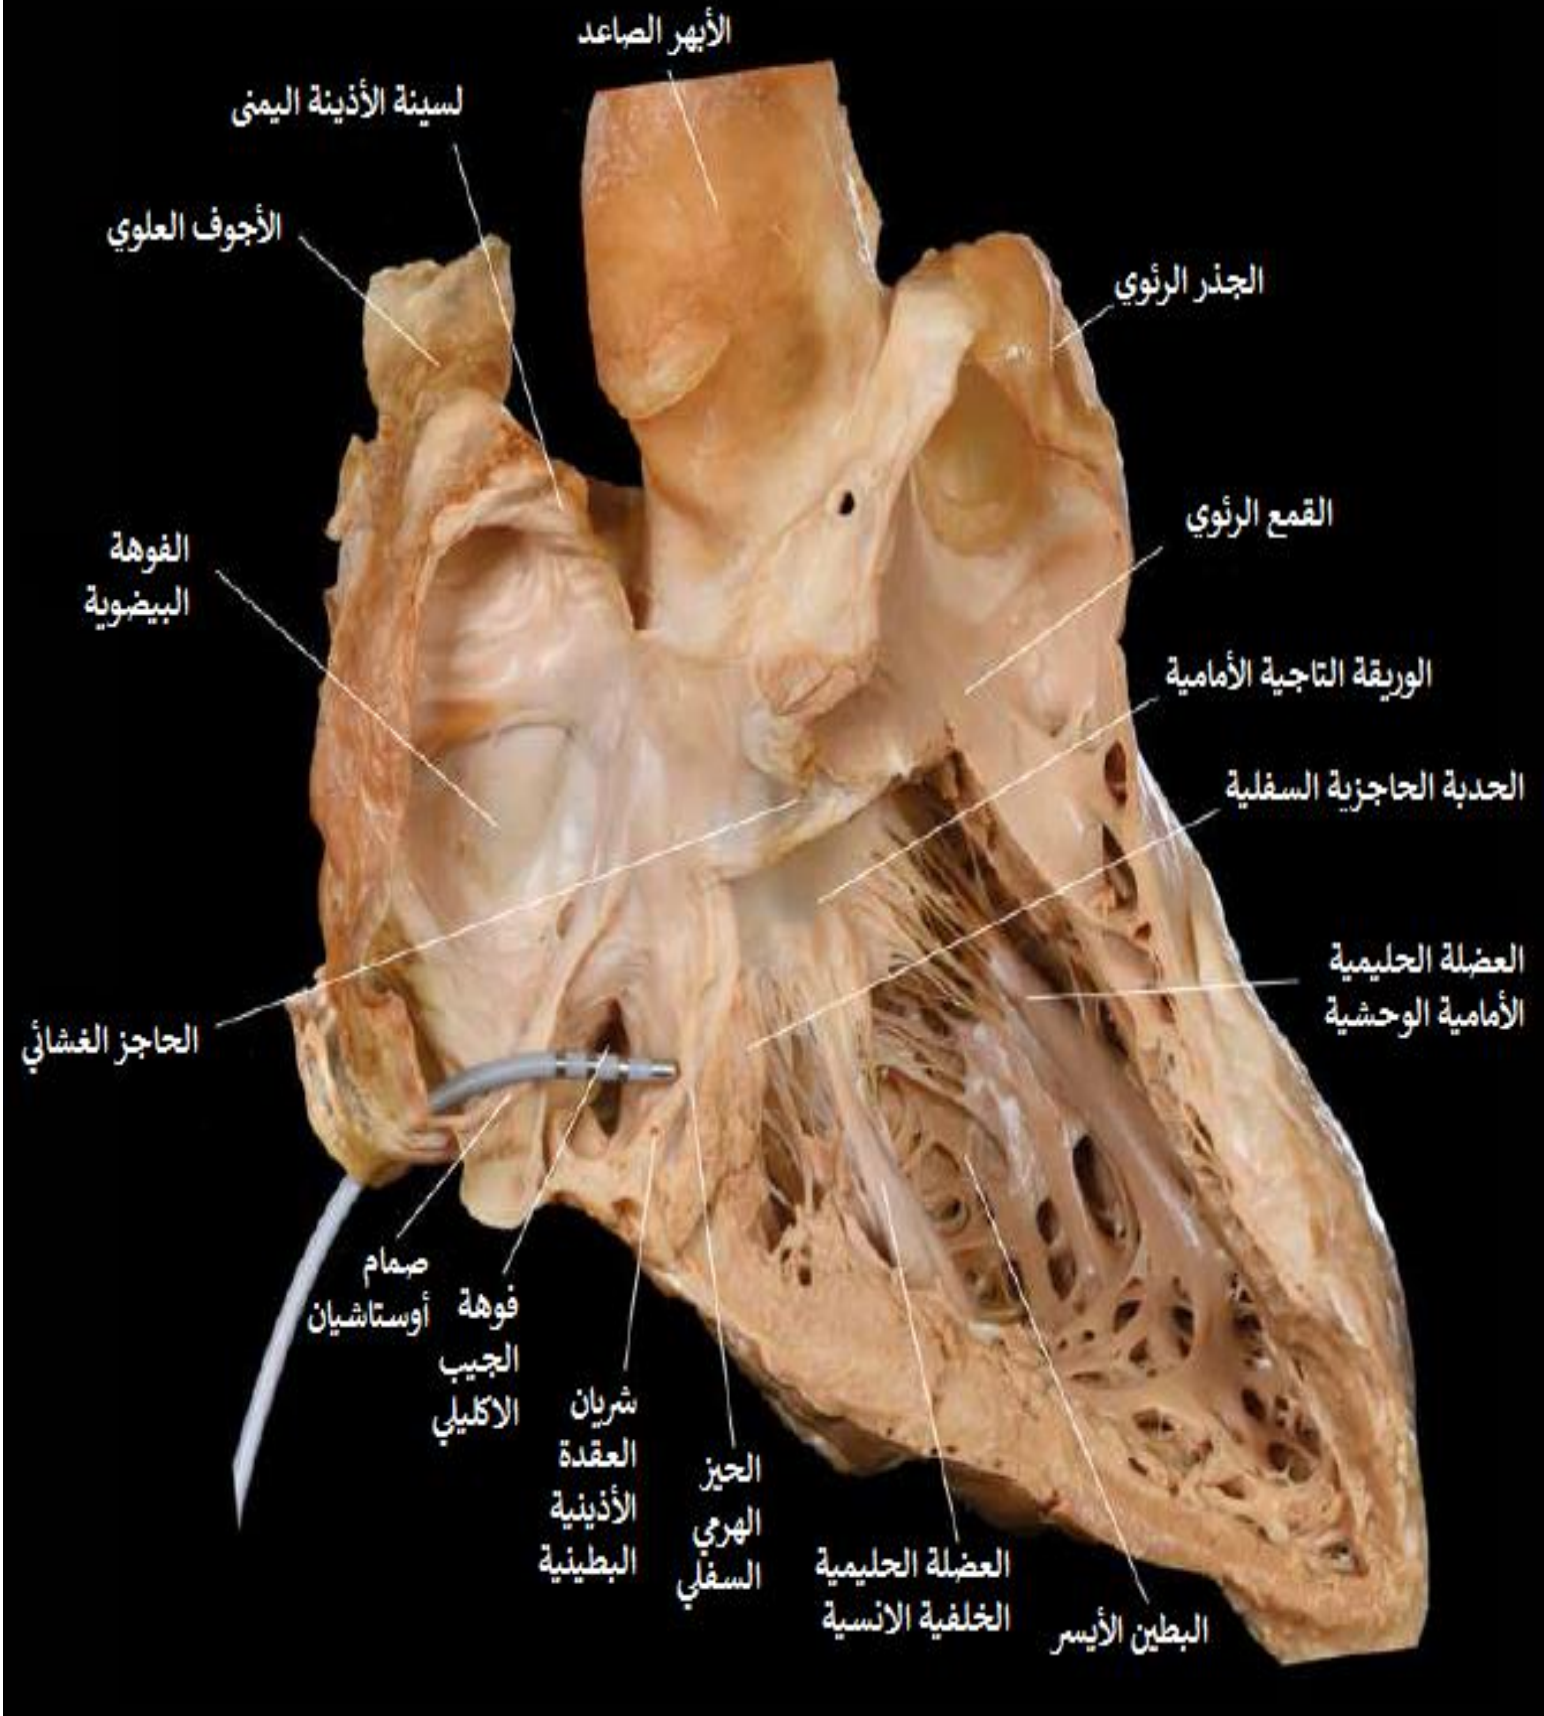 الأبهر الصاعد
لسينة الأذينة اليمنى
الأجوف العلوي
الجذر الرئوي
القمع الرئوي
الفوهة
البيضوية
الوريقة التاجية الأمامية
الحدبة الحاجزية السفلية
العضلة الحليمية
الأمامية الوحشية
الحاجز الغشائي
صمام
أوستاشيان
فوهة
الجيب
الاكليلي
شريان
العقدة
الأذينية
البطينية
الحيز
الهرمي
السفلي
العضلة الحليمية
الخلفية الانسية
البطين الأيسر